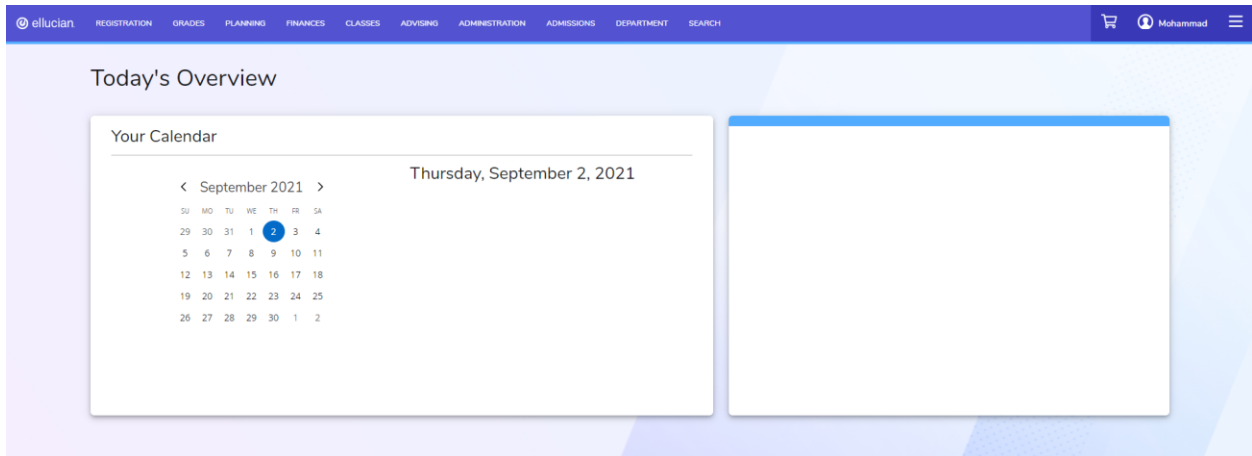 ellucian REGISTRATION GRADES PLANNING FINANCES CLASSES ADVISING ADMINISTRATION ADMISSIONS DEPARTMENT SEARCH Mohammad
Today's Overview
Your Calendar
Thursday, September 2, 2021
September 2021
SU MO TU WE TH FR SA
29 30 31 1 2 3 4
5 6 7 8 9 10 11
12 13 14 15 16 17 18
19 20 21 22 23 24 25
26 27 28 29 30 1 2